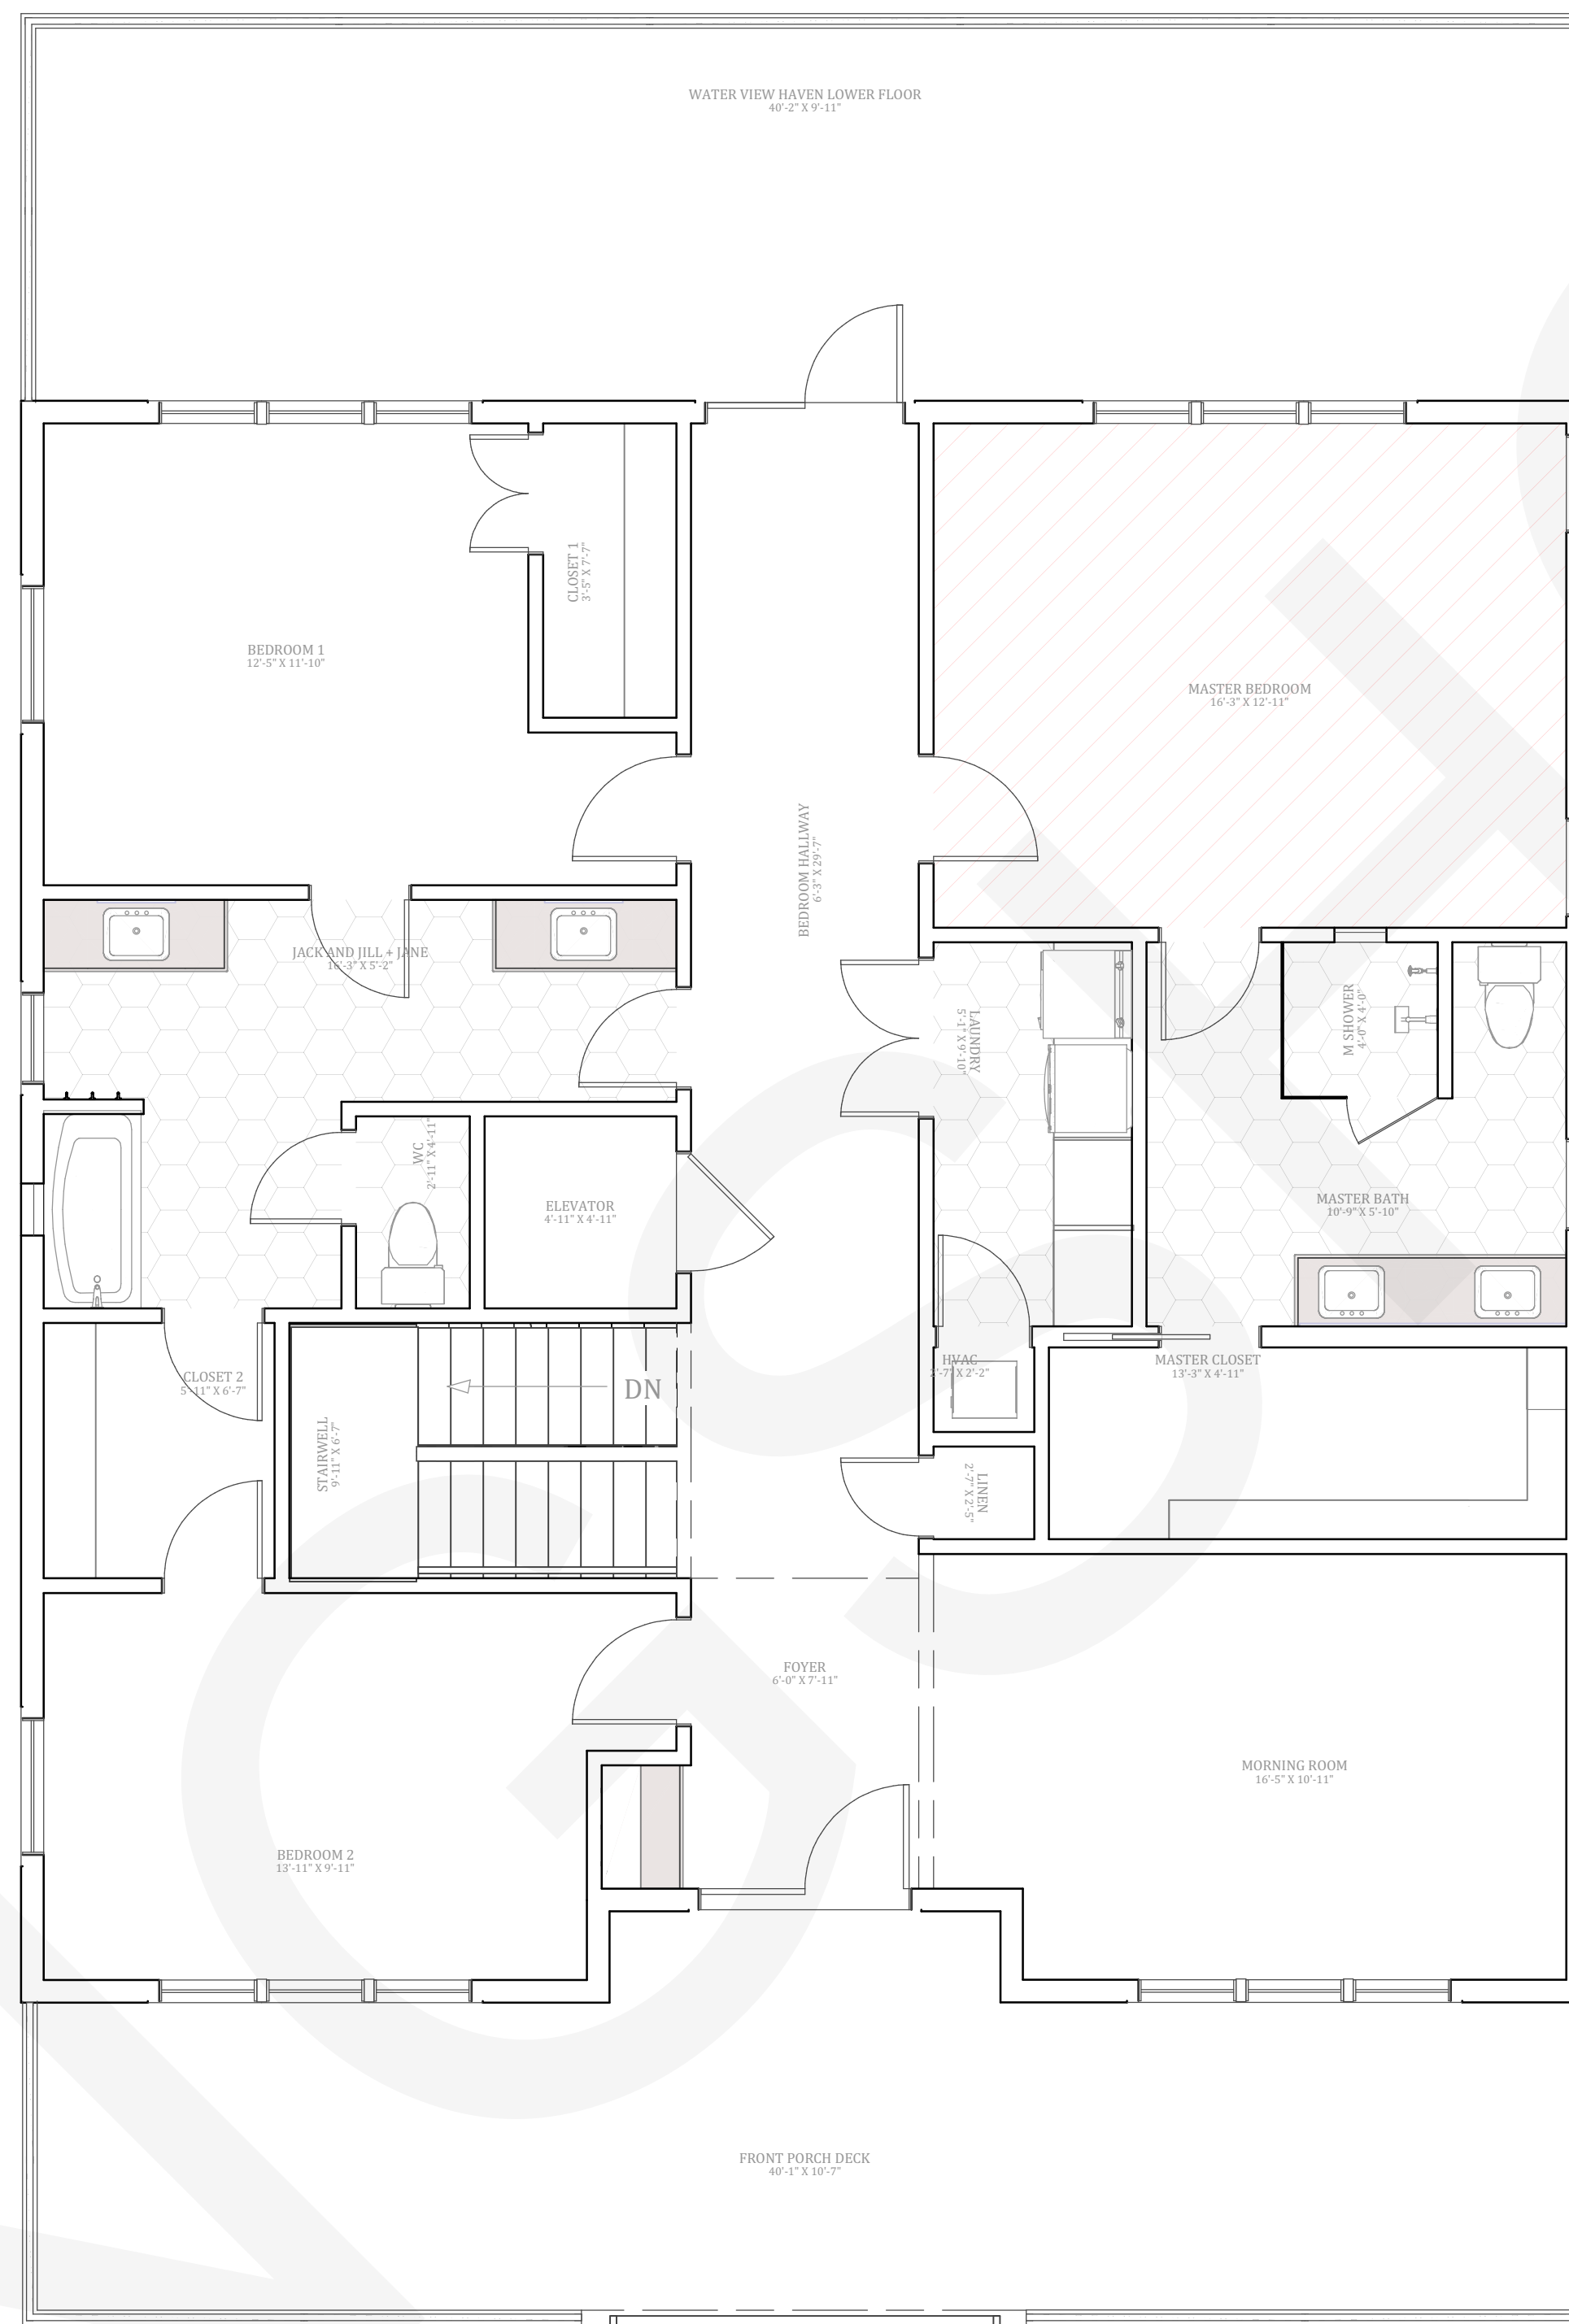 WATER VIEW HAVEN LOWER FLOOR
40'-2" X 9'-11"
CLOSET 1
3'-5" X 7'-7"
BEDROOM 1
12'-5" X 11'-10"
MASTER BEDROOM
16'-3" X 12'-11"
BEDROOM HALLWAY
6'-3" X 29'-7"
JACK AND JILL + JANE
16'-3" X 5'-2"
LAUNDRY
5'-1" X 9'-10"
M SHOWER
4'-0" X 4'-0"
WC
2'-11" X 4'-11"
ELEVATOR
4'-11" X 4'-11"
MASTER BATH
10'-9" X 5'-10"
CLOSET 2
5'-11" X 6'-7"
DN
HVAC
2'-7" X 2'-2"
MASTER CLOSET
13'-3" X 4'-11"
STAIRWELL
9'-11" X 6'-7"
LINEN
2'-7" X 2'-5"
FOYER
6'-0" X 7'-11"
MORNING ROOM
16'-5" X 10'-11"
BEDROOM 2
13'-11" X 9'-11"
FRONT PORCH DECK
40'-1" X 10'-7"